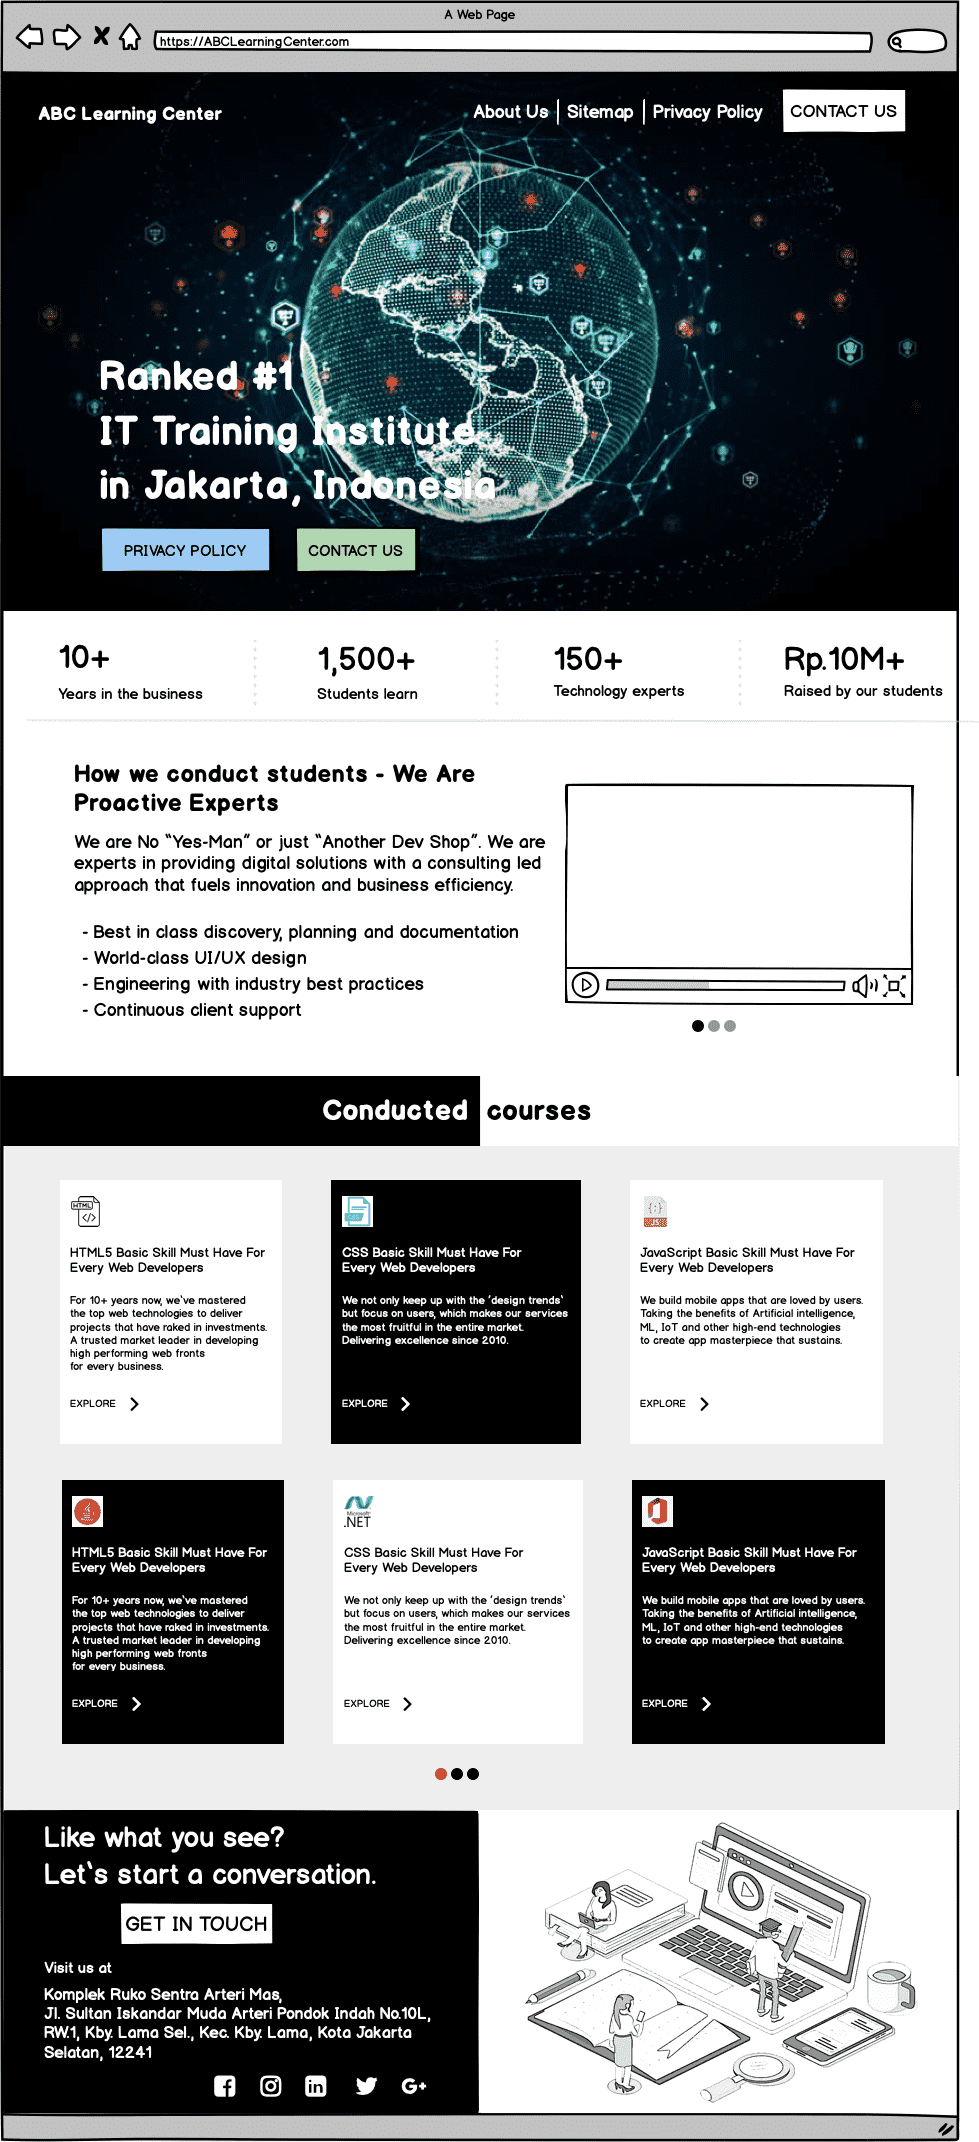 A Web Page
https://ABCLearningCenter.com
ABC Learning Center
About Us
Sitemap
Privacy Policy
CONTACT US
Ranked #1
IT Training Institute
in Jakarta, Indonesia
PRIVACY POLICY
CONTACT US
10+
Years in the business
1,500+
Students learn
150+
Technology experts
Rp.10M+
Raised by our students
How we conduct students - We Are
Proactive Experts
We are No "Yes-Man" or just "Another Dev Shop". We are
experts in providing digital solutions with a consulting led
approach that fuels innovation and business efficiency.
- Best in class discovery, planning and documentation
- World-class UI/UX design
- Engineering with industry best practices
- Continuous client support
Conducted courses
HTML
HTML5 Basic Skill Must Have For
Every Web Developers
For 10+ years now, we've mastered
the top web technologies to deliver
projects that have raked in investments.
A trusted market leader in developing
high performing web fronts
for every business.
EXPLORE
CSS
CSS Basic Skill Must Have For
Every Web Developers
We not only keep up with the 'design trends'
but focus on users, which makes our services
the most fruitful in the entire market.
Delivering excellence since 2010.
EXPLORE
JS
JavaScript Basic Skill Must Have For
Every Web Developers
We build mobile apps that are loved by users.
Taking the benefits of Artificial intelligence,
ML, IoT and other high-end technologies
to create app masterpiece that sustains.
EXPLORE
HTML5 Basic Skill Must Have For
Every Web Developers
For 10+ years now, we've mastered
the top web technologies to deliver
projects that have raked in investments.
A trusted market leader in developing
high performing web fronts
for every business.
EXPLORE
Microsoft
.NET
CSS Basic Skill Must Have For
Every Web Developers
We not only keep up with the 'design trends'
but focus on users, which makes our services
the most fruitful in the entire market.
Delivering excellence since 2010.
EXPLORE
JavaScript Basic Skill Must Have For
Every Web Developers
We build mobile apps that are loved by users.
Taking the benefits of Artificial intelligence,
ML, IoT and other high-end technologies
to create app masterpiece that sustains.
EXPLORE
Like what you see?
Let's start a conversation.
GET IN TOUCH
Visit us at
Komplek Ruko Sentra Arteri Mas,
Jl. Sultan Iskandar Muda Arteri Pondok Indah No.10L,
RW.1, Kby. Lama Sel., Kec. Kby. Lama, Kota Jakarta
Selatan, 12241